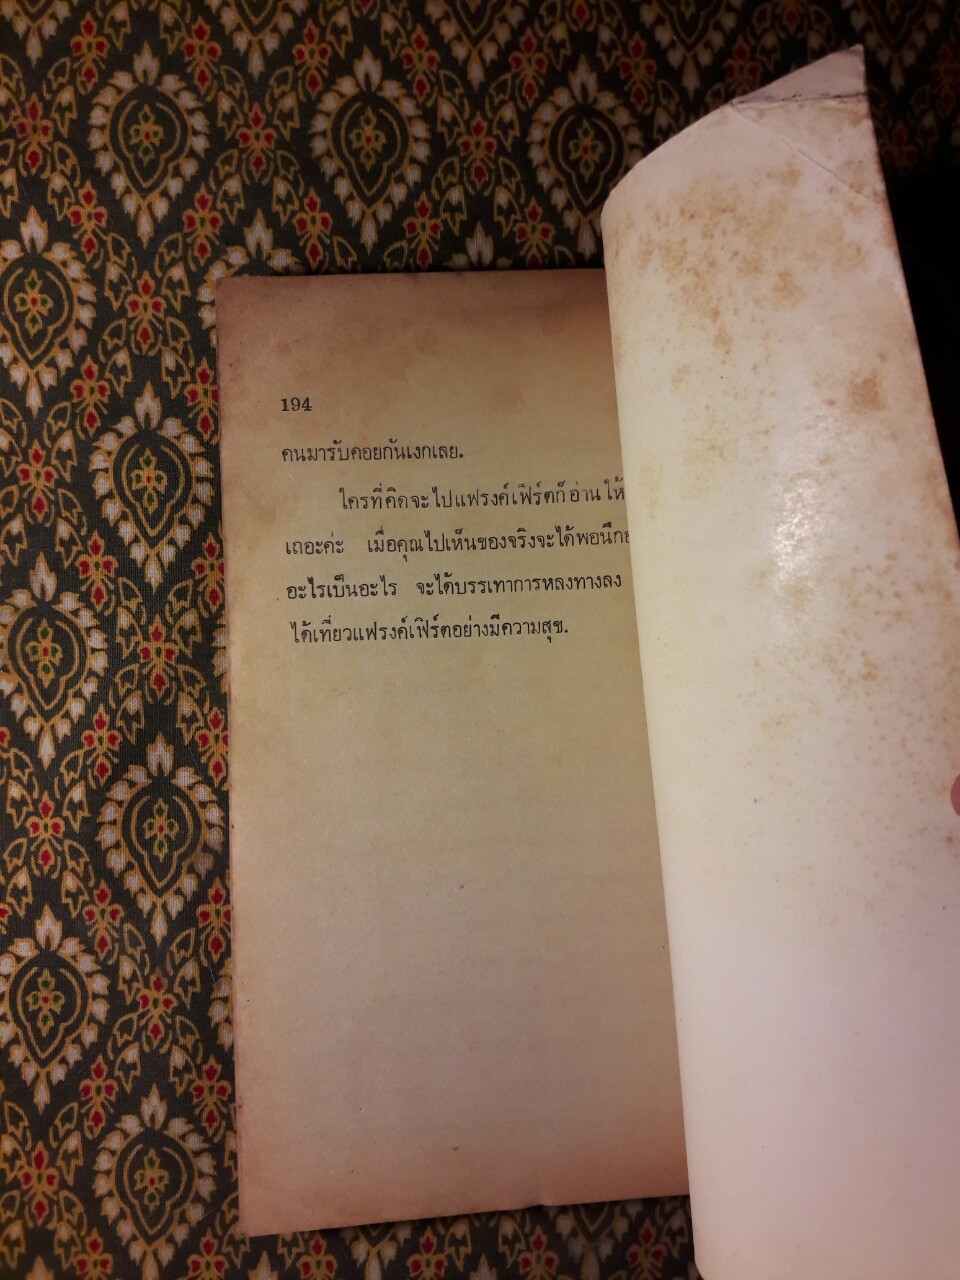 194
คนมารับคอยกันเงกเลย.
ใครที่คิดจะไปแฟรงค์เฟิร์ตก็อ่านให้
เถอะค่ะ เมื่อคุณไปเห็นของจริงจะได้พอนึก
อะไรเป็นอะไร จะได้บรรเทาการหลงทางลง
ได้เที่ยวแฟรงค์เฟิร์ตอย่างมีความสุข.